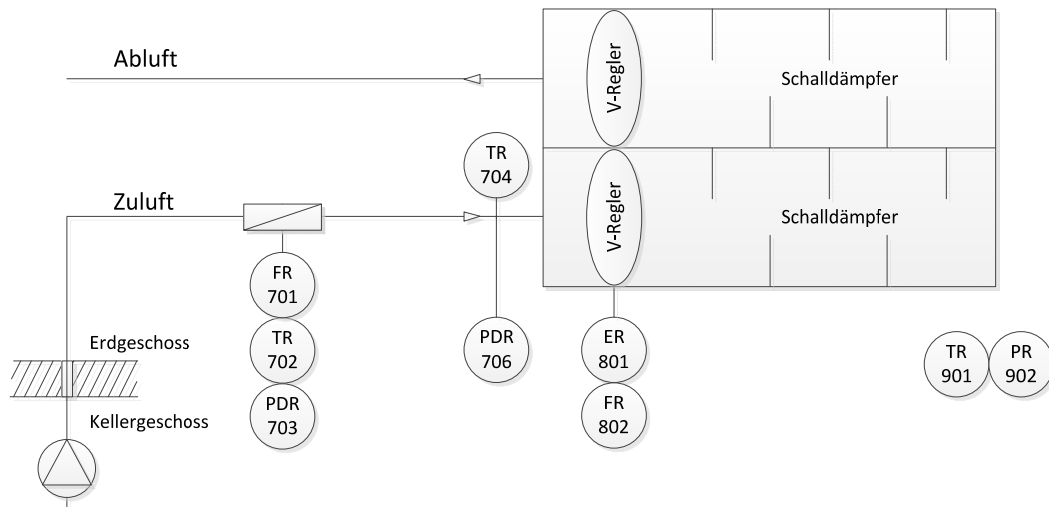 Abluft
V-Regler
Schalldämpfer
TR
704
Zuluft
V-Regler
Schalldämpfer
FR
701
TR
702
PDR
703
PDR
706
ER
801
FR
802
TR
901
PR
902
Erdgeschoss
Kellergeschoss